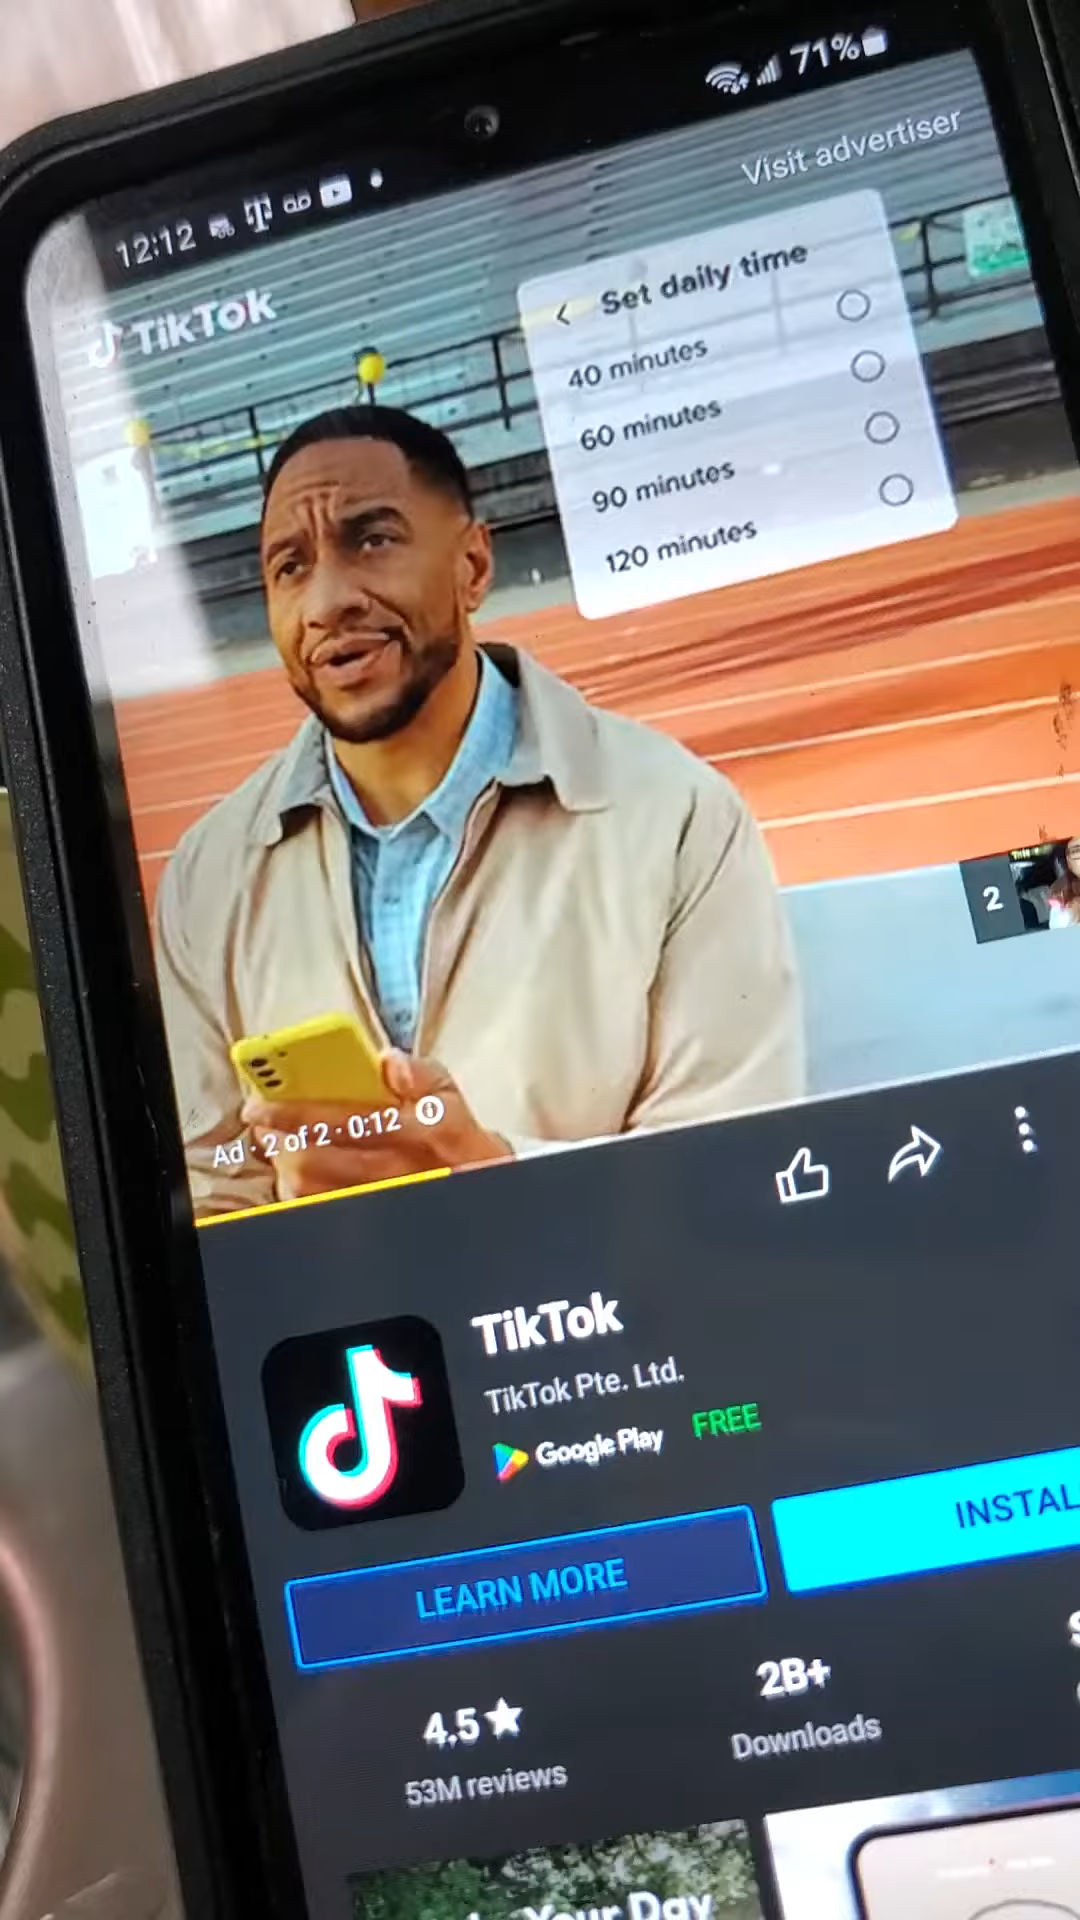 12:12
71%
Visit advertiser
TikTok
Set daily time
40 minutes
60 minutes
90 minutes
120 minutes
2
Ad · 2 of 2 · 0:12
TikTok
TikTok Pte. Ltd.
Google Play FREE
LEARN MORE
INSTAL
4.5★
53M reviews
2B+
Downloads
Your Day